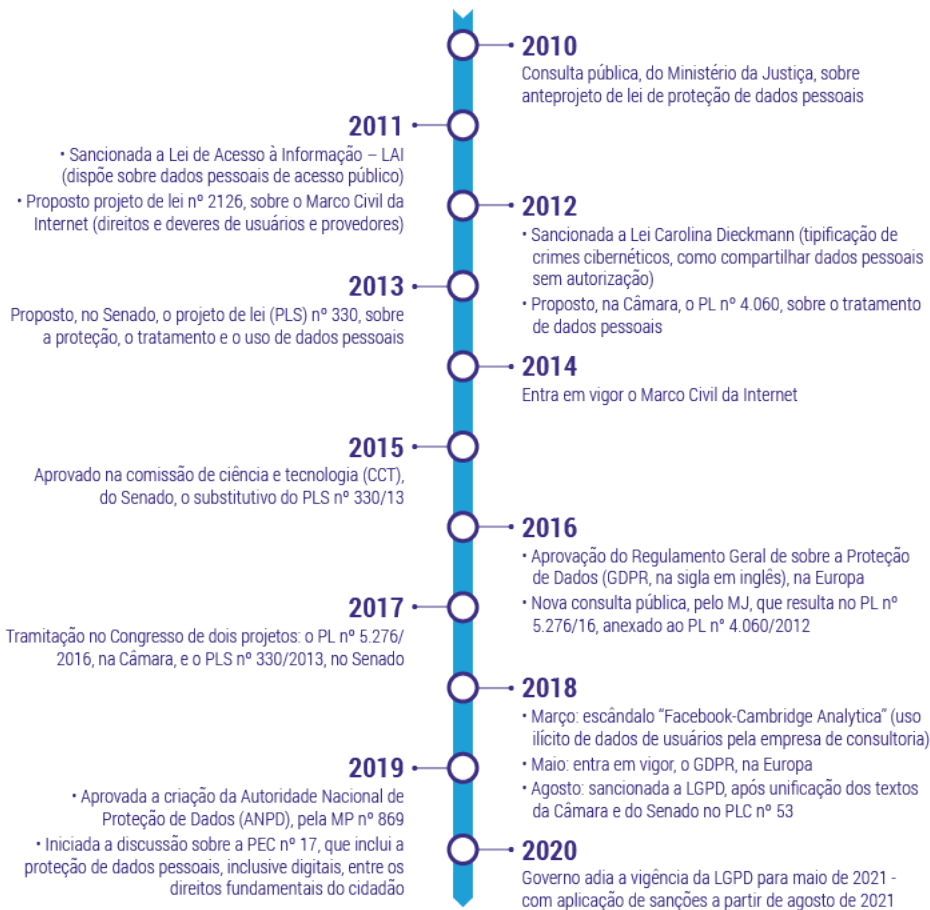 2010
Consulta pública, do Ministério da Justiça, sobre
anteprojeto de lei de proteção de dados pessoais
2011
• Sancionada a Lei de Acesso à Informação – LAI
(dispõe sobre dados pessoais de acesso público)
• Proposto projeto de lei nº 2126, sobre o Marco Civil da
Internet (direitos e deveres de usuários e provedores)
2012
• Sancionada a Lei Carolina Dieckmann (tipificação de
crimes cibernéticos, como compartilhar dados pessoais
sem autorização)
• Proposto, na Câmara, o PL nº 4.060, sobre o tratamento
de dados pessoais
2013
Proposto, no Senado, o projeto de lei (PLS) nº 330, sobre
a proteção, o tratamento e o uso de dados pessoais
2014
Entra em vigor o Marco Civil da Internet
2015
Aprovado na comissão de ciência e tecnologia (CCT),
do Senado, o substitutivo do PLS nº 330/13
2016
• Aprovação do Regulamento Geral de sobre a Proteção
de Dados (GDPR, na sigla em inglês), na Europa
• Nova consulta pública, pelo MJ, que resulta no PL nº
5.276/16, anexado ao PL n° 4.060/2012
2017
Tramitação no Congresso de dois projetos: o PL nº 5.276/
2016, na Câmara, e o PLS nº 330/2013, no Senado
2018
• Março: escândalo “Facebook-Cambridge Analytica” (uso
ilícito de dados de usuários pela empresa de consultoria)
• Maio: entra em vigor, o GDPR, na Europa
• Agosto: sancionada a LGPD, após unificação dos textos
da Câmara e do Senado no PLC nº 53
2019
• Aprovada a criação da Autoridade Nacional de
Proteção de Dados (ANPD), pela MP nº 869
• Iniciada a discussão sobre a PEC nº 17, que inclui a
proteção de dados pessoais, inclusive digitais, entre os
direitos fundamentais do cidadão
2020
Governo adia a vigência da LGPD para maio de 2021 -
com aplicação de sanções a partir de agosto de 2021